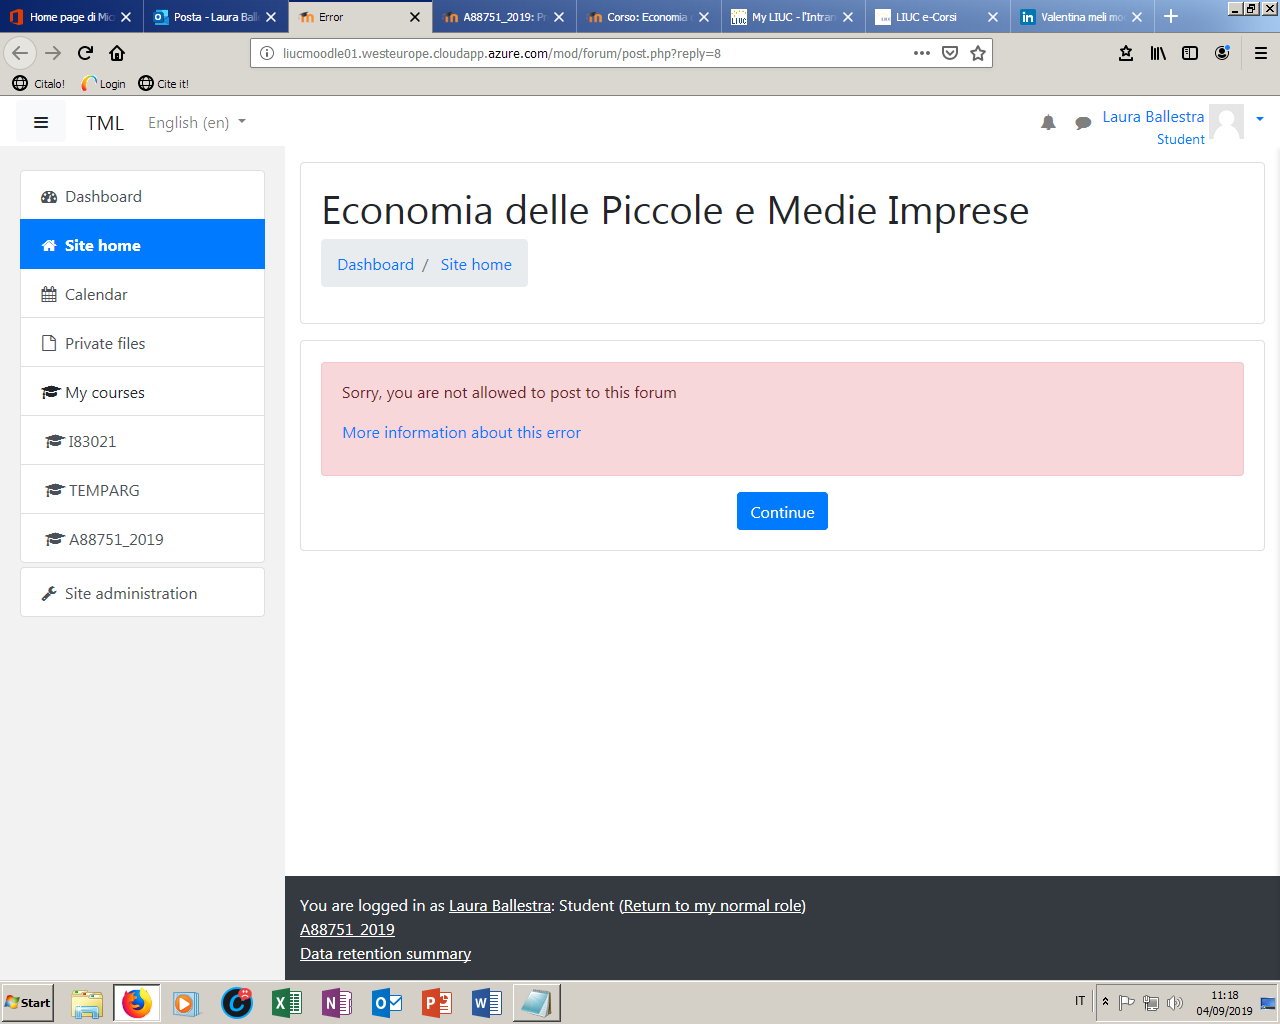 Home page di Mic
Posta - Laura Ball
Error
A88751_2019: Pr
Corso: Economia
My LIUC - l'Intran
LIUC e-Corsi
Valentina meli mo
liucmoodle01.westeurope.cloudapp.azure.com/mod/forum/post.php?reply=8
Citalo!
Login
Cite it!
TML
English (en)
Laura Ballestra
Student
Dashboard
Site home
Calendar
Private files
My courses
I83021
TEMPARG
A88751_2019
Site administration
Economia delle Piccole e Medie Imprese
Dashboard / Site home
Sorry, you are not allowed to post to this forum
More information about this error
Continue
You are logged in as Laura Ballestra: Student (Return to my normal role)
A88751_2019
Data retention summary
Start
IT
11:18
04/09/2019